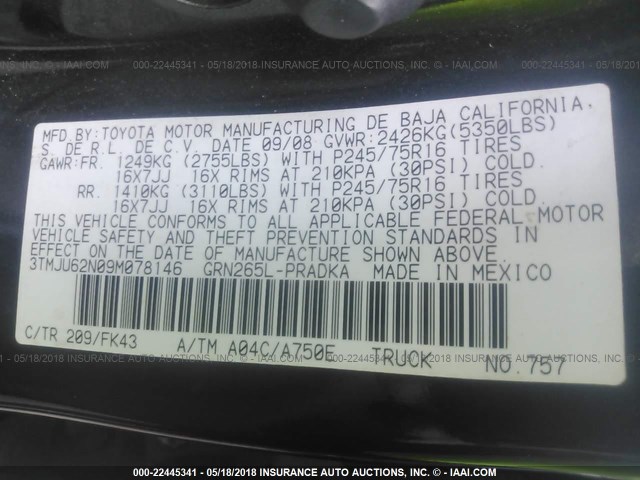 000-22445341 - 05/18/2018 INSURANCE AUTO AUCTIONS, INC. © - IAAI.COM
MFD.BY:TOYOTA MOTOR MANUFACTURING DE BAJA CALIFORNIA,
S. DE R.L. DE C.V. DATE 09/08 GVWR:2426KG(5350LBS)
GAWR:FR. 1249KG (2755LBS) WITH P245/75R16 TIRES
16X7JJ 16X RIMS AT 210KPA (30PSI) COLD.
RR. 1410KG (3110LBS) WITH P245/75R16 TIRES
16X7JJ 16X RIMS AT 210KPA (30PSI) COLD.
THIS VEHICLE CONFORMS TO ALL APPLICABLE FEDERAL MOTOR
VEHICLE SAFETY AND THEFT PREVENTION STANDARDS IN
EFFECT ON THE DATE OF MANUFACTURE SHOWN ABOVE.
3TMJU62N09M078146 GRN265L-PRADKA MADE IN MEXICO
C/TR 209/FK43 A/TM A04C/A750E TRUCK NO.757
000-22445341 - 05/18/2018 INSURANCE AUTO AUCTIONS, INC. © - IAAI.COM